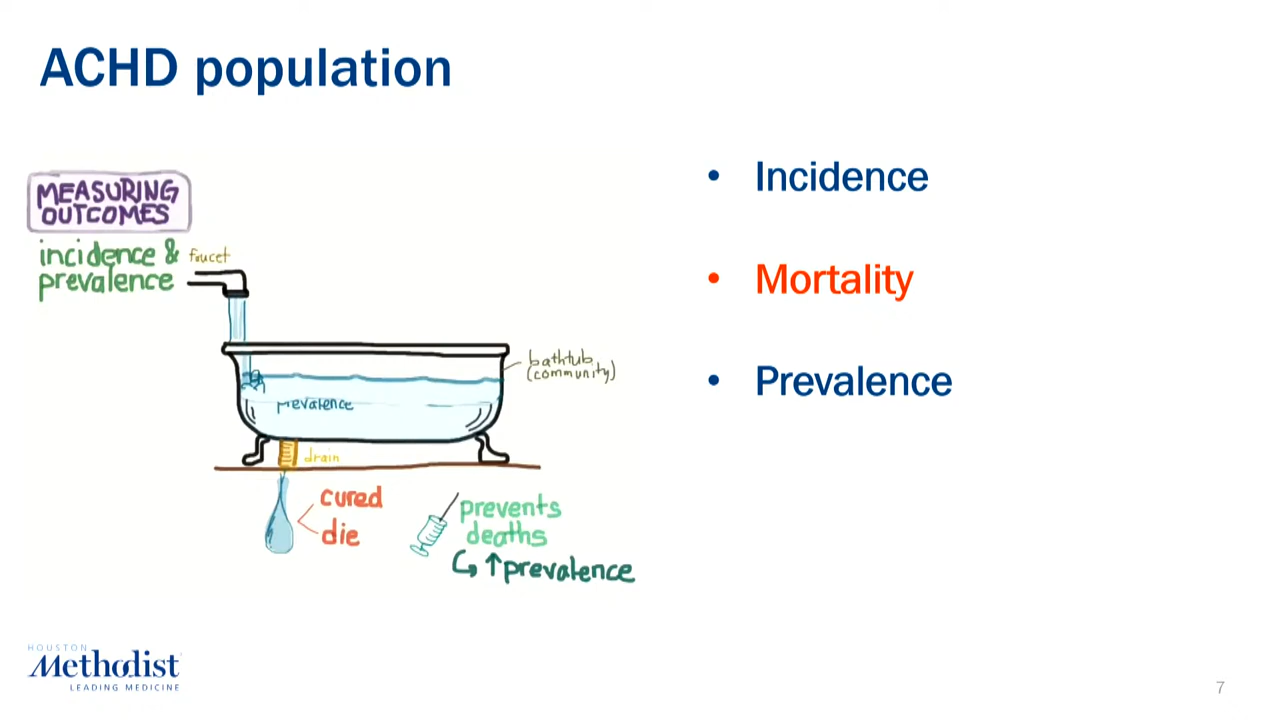 ACHD population
MEASURING
OUTCOMES
incidence & faucet
prevalence
bathtub
(community)
prevalence
drain
cured
die
prevents
deaths
↳ ↑prevalence
• Incidence
• Mortality
• Prevalence
HOUSTON
Methodist
LEADING MEDICINE
7